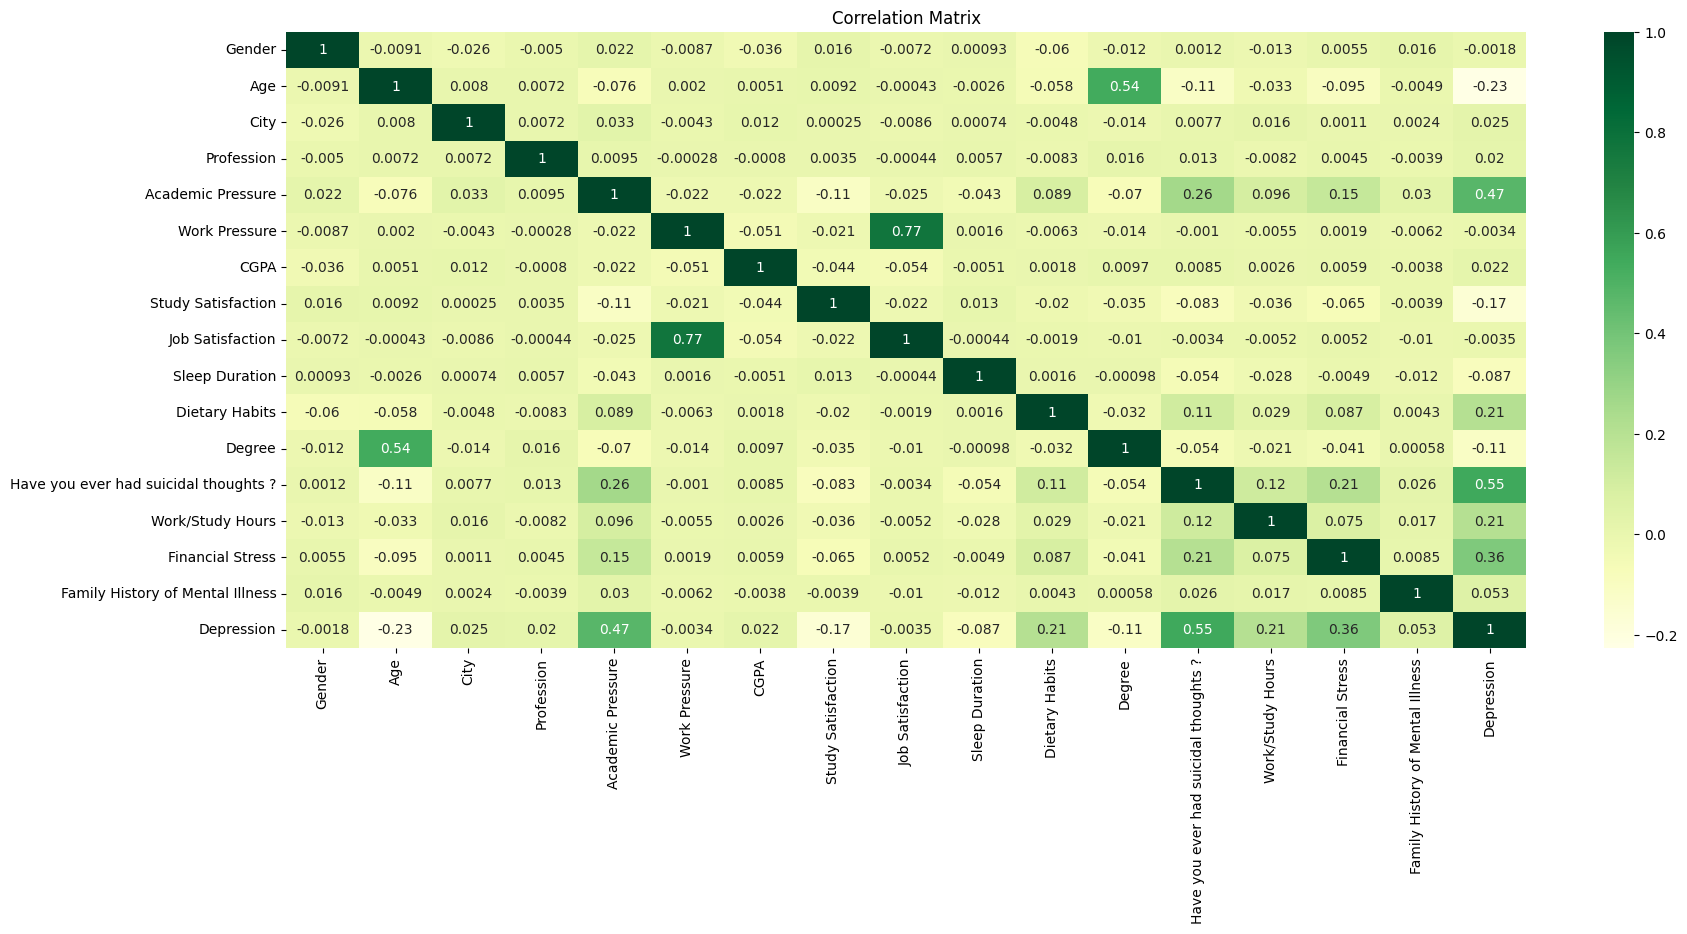 Correlation Matrix
Gender 1 -0.0091 -0.026 -0.005 0.022 -0.0087 -0.036 0.016 -0.0072 0.00093 -0.06 -0.012 0.0012 -0.013 0.0055 0.016 -0.0018
Age -0.0091 1 0.008 0.0072 -0.076 0.002 0.0051 0.0092 -0.00043 -0.0026 -0.058 0.54 -0.11 -0.033 -0.095 -0.0049 -0.23
City -0.026 0.008 1 0.0072 0.033 -0.0043 0.012 0.00025 -0.0086 0.00074 -0.0048 -0.014 0.0077 0.016 0.0011 0.0024 0.025
Profession -0.005 0.0072 0.0072 1 0.0095 -0.00028 -0.0008 0.0035 -0.00044 0.0057 -0.0083 0.016 0.013 -0.0082 0.0045 -0.0039 0.02
Academic Pressure 0.022 -0.076 0.033 0.0095 1 -0.022 -0.022 -0.11 -0.025 -0.043 0.089 -0.07 0.26 0.096 0.15 0.03 0.47
Work Pressure -0.0087 0.002 -0.0043 -0.00028 -0.022 1 -0.051 -0.021 0.77 0.0016 -0.0063 -0.014 -0.001 -0.0055 0.0019 -0.0062 -0.0034
CGPA -0.036 0.0051 0.012 -0.0008 -0.022 -0.051 1 -0.044 -0.054 -0.0051 0.0018 0.0097 0.0085 0.0026 0.0059 -0.0038 0.022
Study Satisfaction 0.016 0.0092 0.00025 0.0035 -0.11 -0.021 -0.044 1 -0.022 0.013 -0.02 -0.035 -0.083 -0.036 -0.065 -0.0039 -0.17
Job Satisfaction -0.0072 -0.00043 -0.0086 -0.00044 -0.025 0.77 -0.054 -0.022 1 -0.00044 -0.0019 -0.01 -0.0034 -0.0052 0.0052 -0.01 -0.0035
Sleep Duration 0.00093 -0.0026 0.00074 0.0057 -0.043 0.0016 -0.0051 0.013 -0.00044 1 0.0016 -0.00098 -0.054 -0.028 -0.0049 -0.012 -0.087
Dietary Habits -0.06 -0.058 -0.0048 -0.0083 0.089 -0.0063 0.0018 -0.02 -0.0019 0.0016 1 -0.032 0.11 0.029 0.087 0.0043 0.21
Degree -0.012 0.54 -0.014 0.016 -0.07 -0.014 0.0097 -0.035 -0.01 -0.00098 -0.032 1 -0.054 -0.021 -0.041 0.00058 -0.11
Have you ever had suicidal thoughts ? 0.0012 -0.11 0.0077 0.013 0.26 -0.001 0.0085 -0.083 -0.0034 -0.054 0.11 -0.054 1 0.12 0.21 0.026 0.55
Work/Study Hours -0.013 -0.033 0.016 -0.0082 0.096 -0.0055 0.0026 -0.036 -0.0052 -0.028 0.029 -0.021 0.12 1 0.075 0.017 0.21
Financial Stress 0.0055 -0.095 0.0011 0.0045 0.15 0.0019 0.0059 -0.065 0.0052 -0.0049 0.087 -0.041 0.21 0.075 1 0.0085 0.36
Family History of Mental Illness 0.016 -0.0049 0.0024 -0.0039 0.03 -0.0062 -0.0038 -0.0039 -0.01 -0.012 0.0043 0.00058 0.026 0.017 0.0085 1 0.053
Depression -0.0018 -0.23 0.025 0.02 0.47 -0.0034 0.022 -0.17 -0.0035 -0.087 0.21 -0.11 0.55 0.21 0.36 0.053 1
Gender
Age
City
Profession
Academic Pressure
Work Pressure
CGPA
Study Satisfaction
Job Satisfaction
Sleep Duration
Dietary Habits
Degree
Have you ever had suicidal thoughts ?
Work/Study Hours
Financial Stress
Family History of Mental Illness
Depression
1.0
0.8
0.6
0.4
0.2
0.0
−0.2